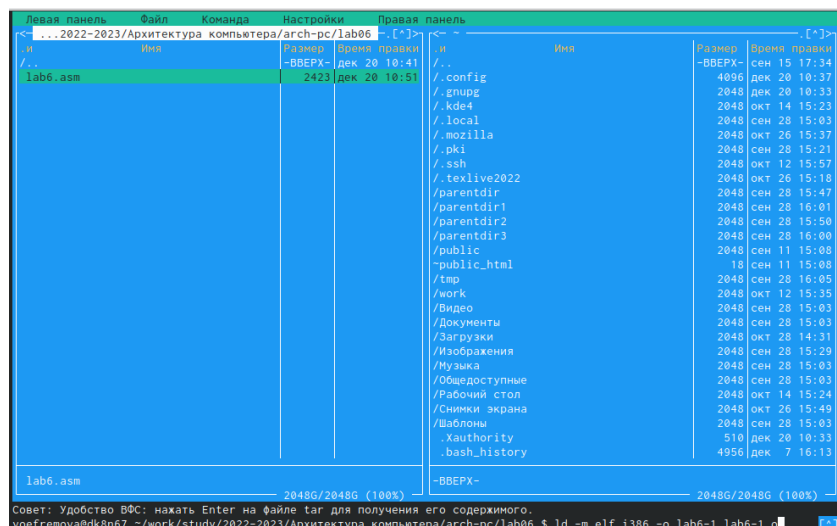 Левая панель Файл Команда Настройки Правая панель
<— ...2022-2023/Архитектура компьютера/arch-pc/lab06 —.[^]>
.и Имя Размер Время правки
/.. -ВВЕРХ- дек 20 10:41
lab6.asm 2423 дек 20 10:51
lab6.asm
2048G/2048G (100%)
<— ~ —.[^]>
.и Имя Размер Время правки
/.. -ВВЕРХ- сен 15 17:34
/.config 4096 дек 20 10:37
/.gnupg 2048 дек 20 10:33
/.kde4 2048 окт 14 15:23
/.local 2048 сен 28 15:03
/.mozilla 2048 окт 26 15:37
/.pki 2048 сен 28 15:21
/.ssh 2048 окт 12 12:57
/.texlive2022 2048 окт 26 15:18
/parentdir 2048 сен 28 15:47
/parentdir1 2048 сен 28 16:01
/parentdir2 2048 сен 28 15:50
/parentdir3 2048 сен 28 16:00
/public 2048 сен 11 15:08
~public_html 18 сен 11 15:08
/tmp 2048 сен 28 16:05
/work 2048 окт 12 15:35
/Видео 2048 сен 28 15:03
/Документы 2048 сен 28 15:03
/Загрузки 2048 окт 28 14:31
/Изображения 2048 сен 28 15:29
/Музыка 2048 сен 28 15:03
/Общедоступные 2048 сен 28 15:03
/Рабочий стол 2048 окт 14 15:24
/Снимки экрана 2048 окт 26 15:49
/Шаблоны 2048 сен 28 15:03
.Xauthority 510 дек 20 10:33
.bash_history 4956 дек 7 16:13
-ВВЕРХ-
2048G/2048G (100%)
Совет: Удобство ВФС: нажать Enter на файле tar для получения его содержимого.
yoefremova@dk8n67 ~/work/study/2022-2023/Архитектура компьютера/arch-pc/lab06 $ ld -m elf_i386 -o lab6-1 lab6-1.o [^]